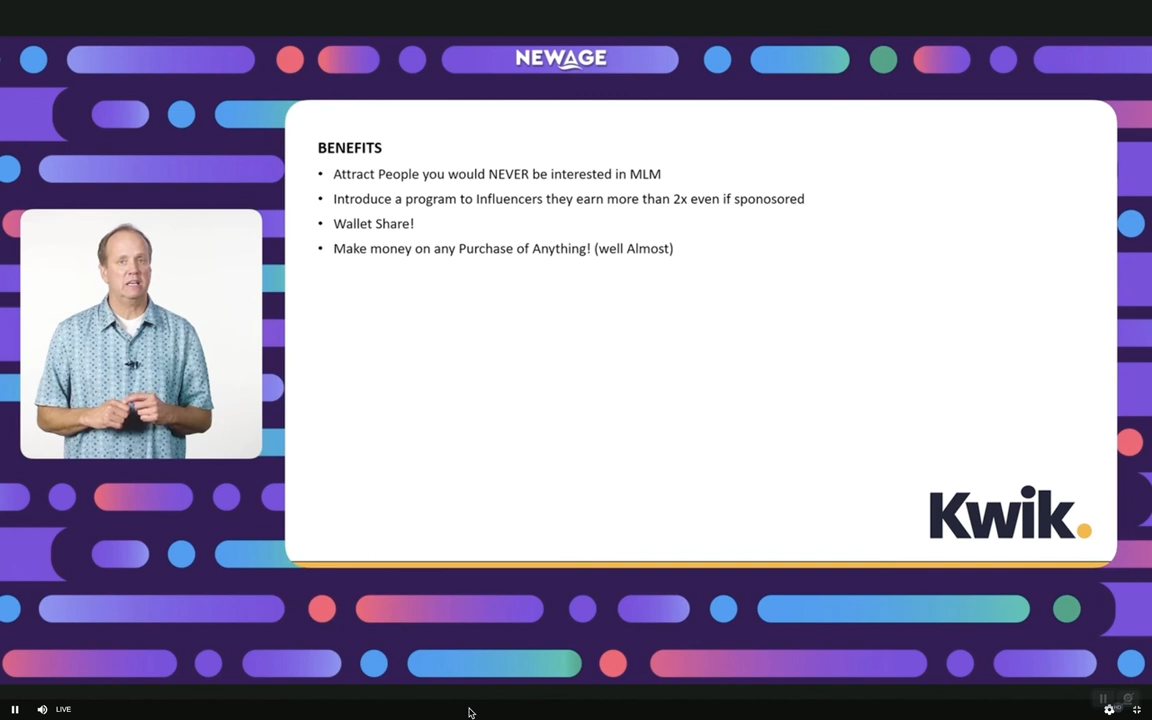 NEWAGE
BENEFITS
• Attract People you would NEVER be interested in MLM
• Introduce a program to Influencers they earn more than 2x even if sponosored
• Wallet Share!
• Make money on any Purchase of Anything! (well Almost)
Kwik.
LIVE